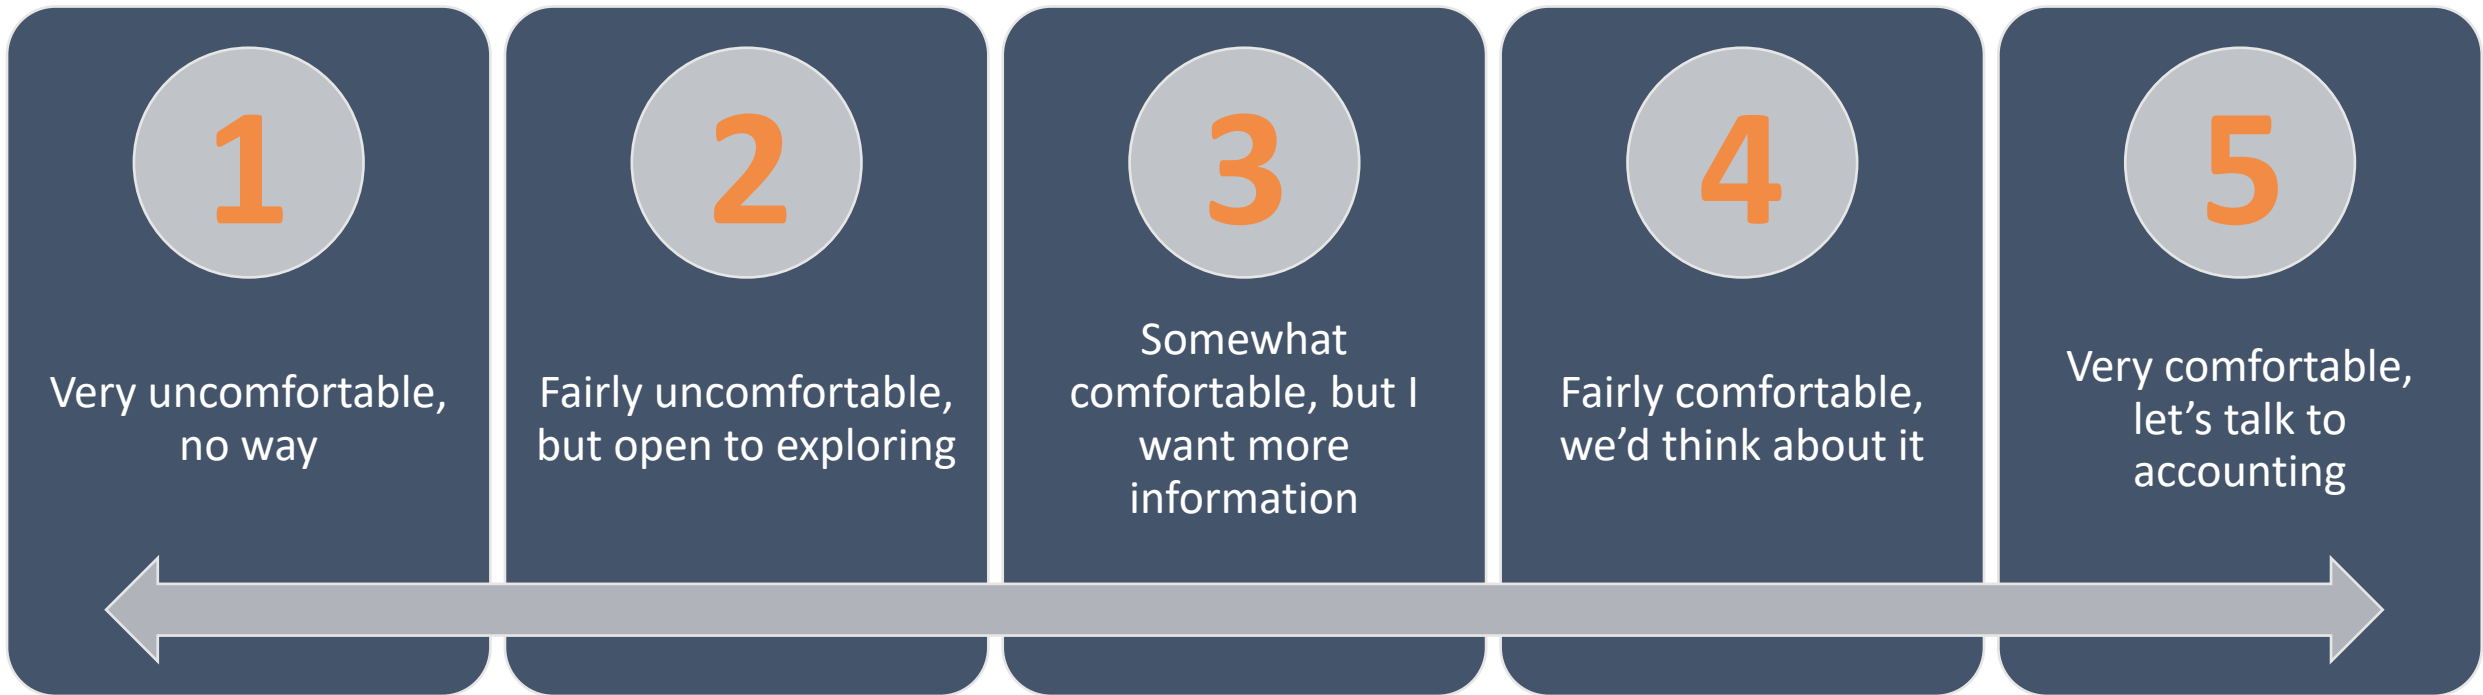 1
Very uncomfortable,
no way
2
Fairly uncomfortable,
but open to exploring
3
Somewhat
comfortable, but I
want more
information
4
Fairly comfortable,
we’d think about it
5
Very comfortable,
let’s talk to
accounting